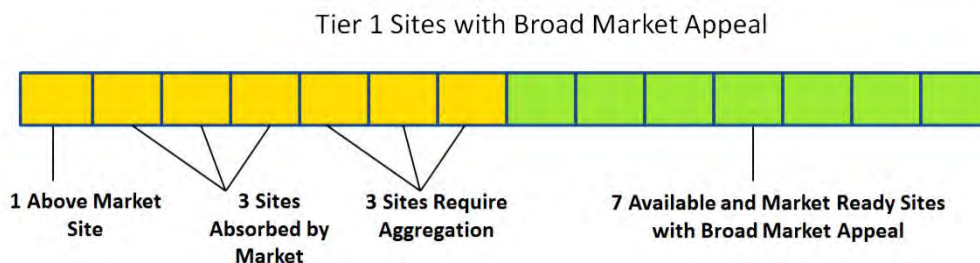 Tier 1 Sites with Broad Market Appeal
1 Above Market
Site
3 Sites
Absorbed by
Market
3 Sites Require
Aggregation
7 Available and Market Ready Sites
with Broad Market Appeal